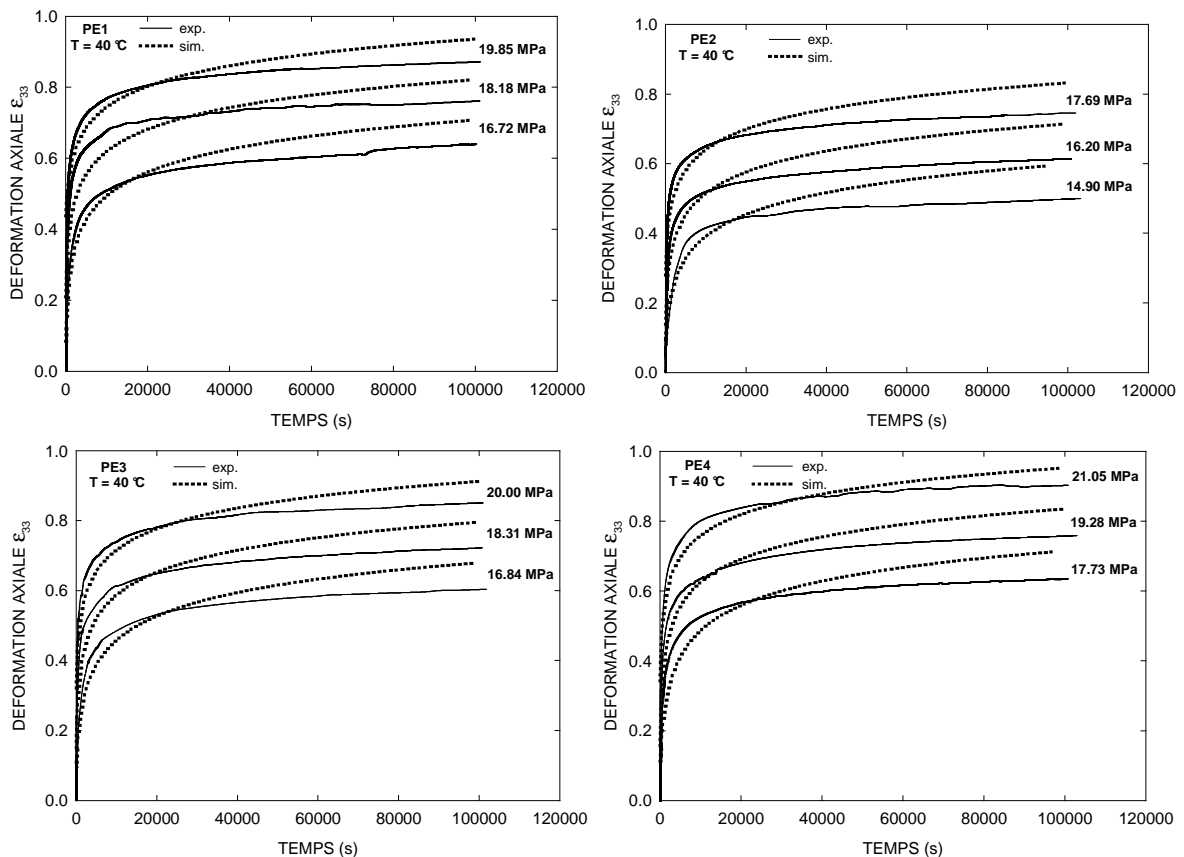 PE1
T = 40 °C
exp.
sim.
19.85 MPa
18.18 MPa
16.72 MPa
DEFORMATION AXIALE ε33
1.0
0.8
0.6
0.4
0.2
0.0
0 20000 40000 60000 80000 100000 120000
TEMPS (s)
PE2
T = 40 °C
exp.
sim.
17.69 MPa
16.20 MPa
14.90 MPa
DEFORMATION AXIALE ε33
1.0
0.8
0.6
0.4
0.2
0.0
0 20000 40000 60000 80000 100000 120000
TEMPS (s)
PE3
T = 40 °C
exp.
sim.
20.00 MPa
18.31 MPa
16.84 MPa
DEFORMATION AXIALE ε33
1.0
0.8
0.6
0.4
0.2
0.0
0 20000 40000 60000 80000 100000 120000
TEMPS (s)
PE4
T = 40 °C
exp.
sim.
21.05 MPa
19.28 MPa
17.73 MPa
DEFORMATION AXIALE ε33
1.0
0.8
0.6
0.4
0.2
0.0
0 20000 40000 60000 80000 100000 120000
TEMPS (s)